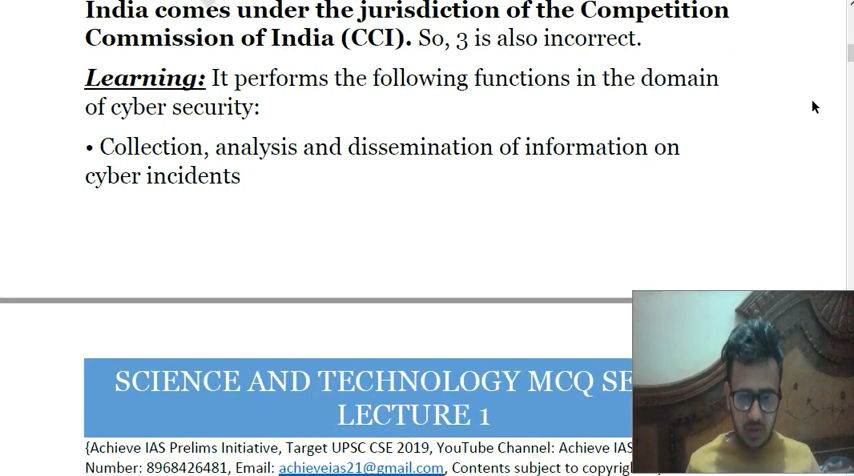 India comes under the jurisdiction of the Competition
Commission of India (CCI). So, 3 is also incorrect.
Learning: It performs the following functions in the domain
of cyber security:
• Collection, analysis and dissemination of information on
cyber incidents
SCIENCE AND TECHNOLOGY MCQ SE
LECTURE 1
{Achieve IAS Prelims Initiative, Target UPSC CSE 2019, YouTube Channel: Achieve IAS
Number: 8968426481, Email: achieveias21@gmail.com, Contents subject to copyrig